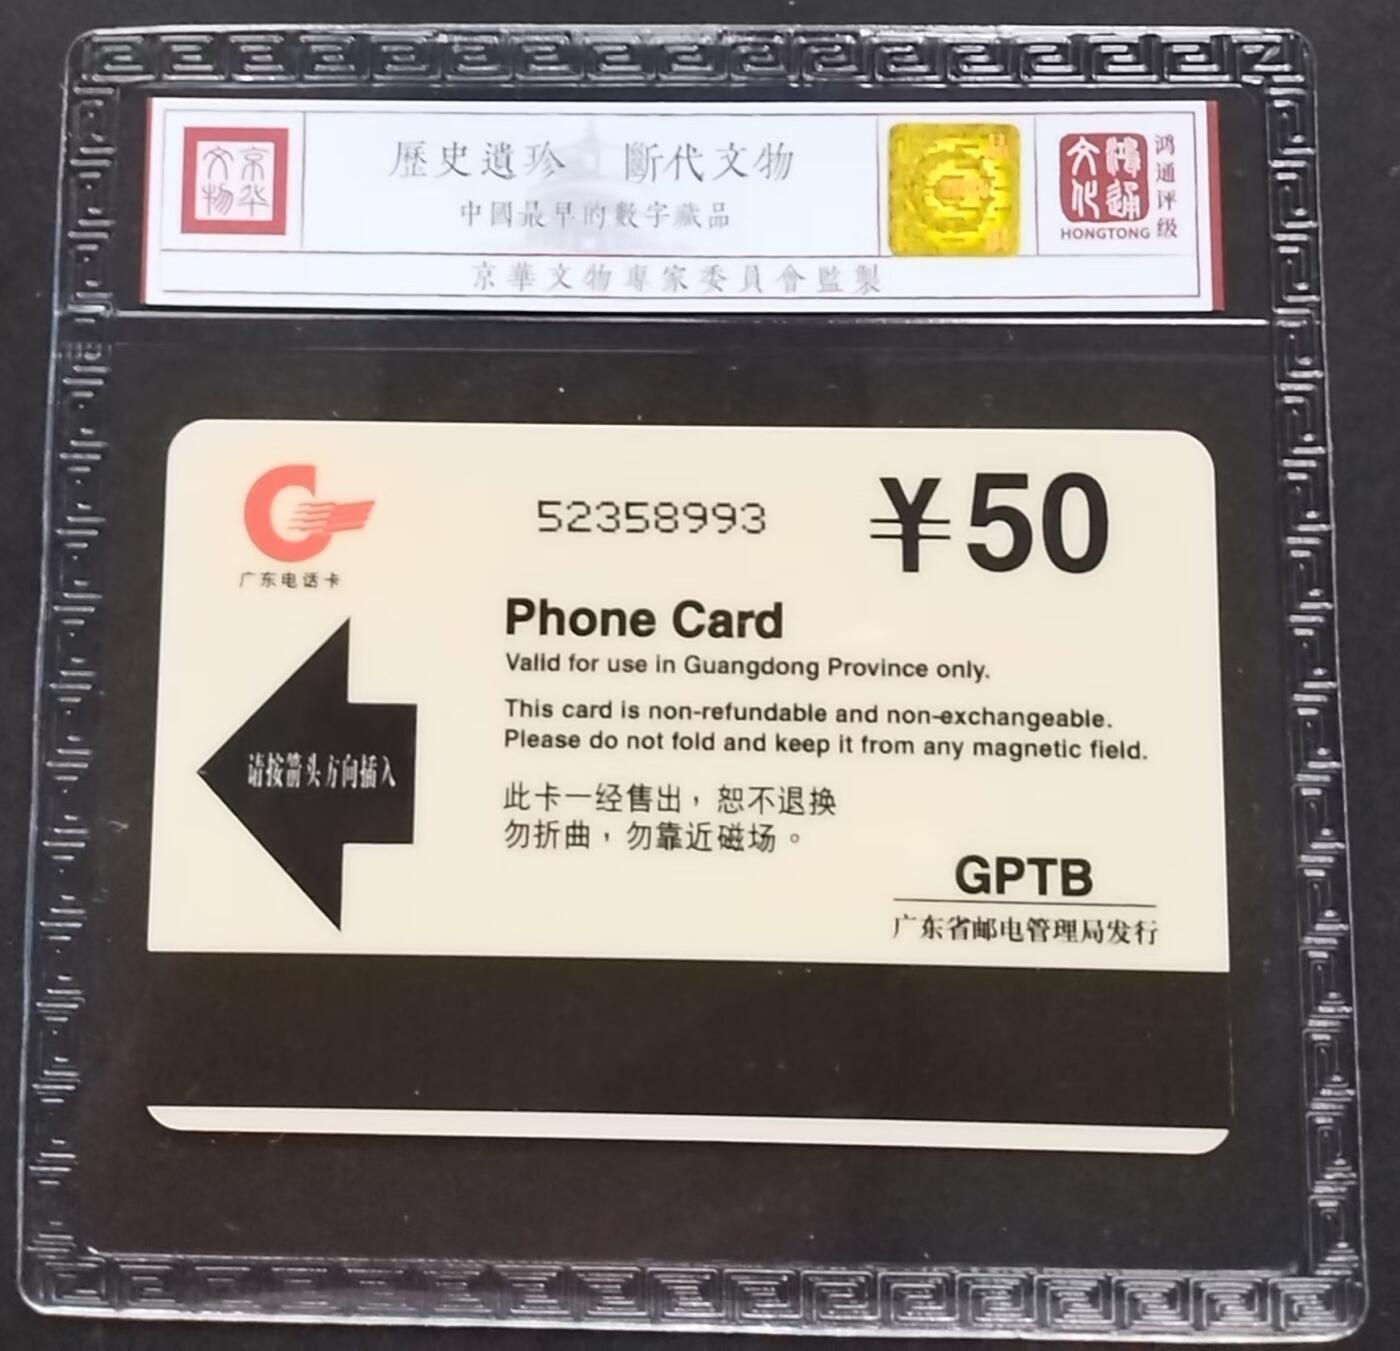 京华文物
歷史遺珍 斷代文物
中國最早的數字藏品
京華文物專家委員會監製
鴻通文化
HONGTONG
鸿通评级
广东电话卡
52358993
¥50
Phone Card
Valid for use in Guangdong Province only.
This card is non-refundable and non-exchangeable.
Please do not fold and keep it from any magnetic field.
请按箭头方向插入
此卡一经售出，恕不退换
勿折曲，勿靠近磁场。
GPTB
广东省邮电管理局发行